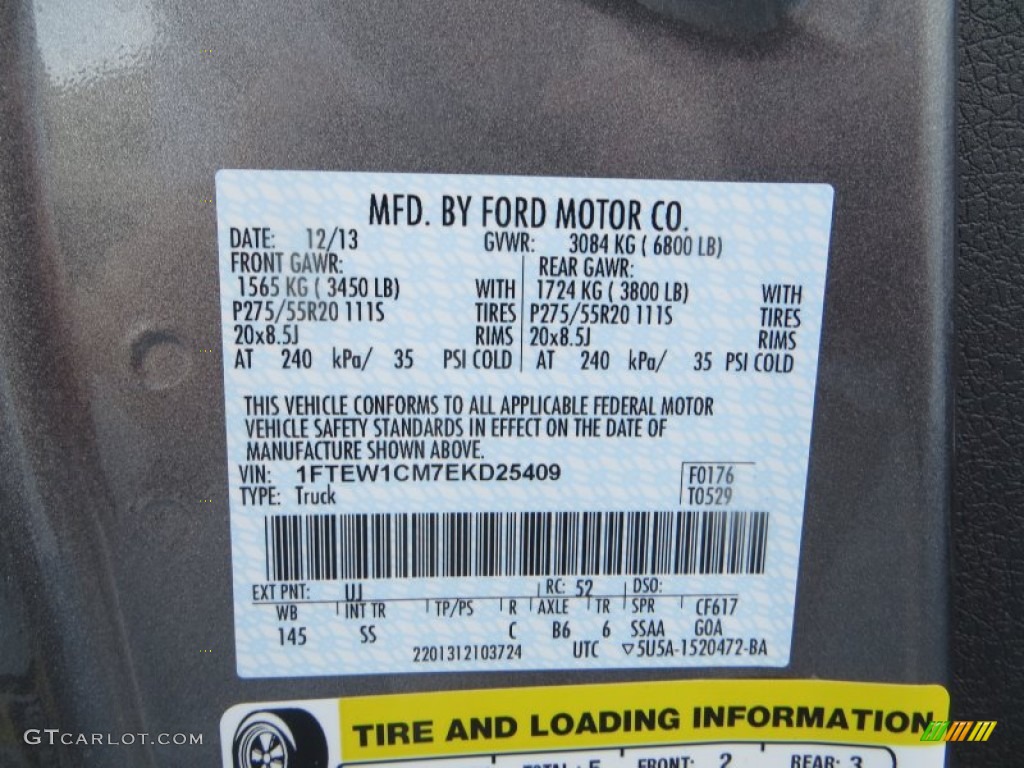 MFD. BY FORD MOTOR CO.
DATE: 12/13 GVWR: 3084 KG ( 6800 LB)
FRONT GAWR: REAR GAWR:
1565 KG ( 3450 LB) WITH 1724 KG ( 3800 LB) WITH
P275/55R20 111S TIRES P275/55R20 111S TIRES
20x8.5J RIMS 20x8.5J RIMS
AT 240 kPa/ 35 PSI COLD AT 240 kPa/ 35 PSI COLD
THIS VEHICLE CONFORMS TO ALL APPLICABLE FEDERAL MOTOR
VEHICLE SAFETY STANDARDS IN EFFECT ON THE DATE OF
MANUFACTURE SHOWN ABOVE.
VIN: 1FTEW1CM7EKD25409 F0176
TYPE: Truck T0529
EXT PNT: UJ RC: 52 DSO:
WB INT TR TP/PS R AXLE TR SPR CF617
145 SS C B6 6 SSAA GOA
2201312103724 UTC ▽5U5A-1520472-BA
TIRE AND LOADING INFORMATION
TOTAL: 5 FRONT: 2 REAR: 3
GTCARLOT.COM